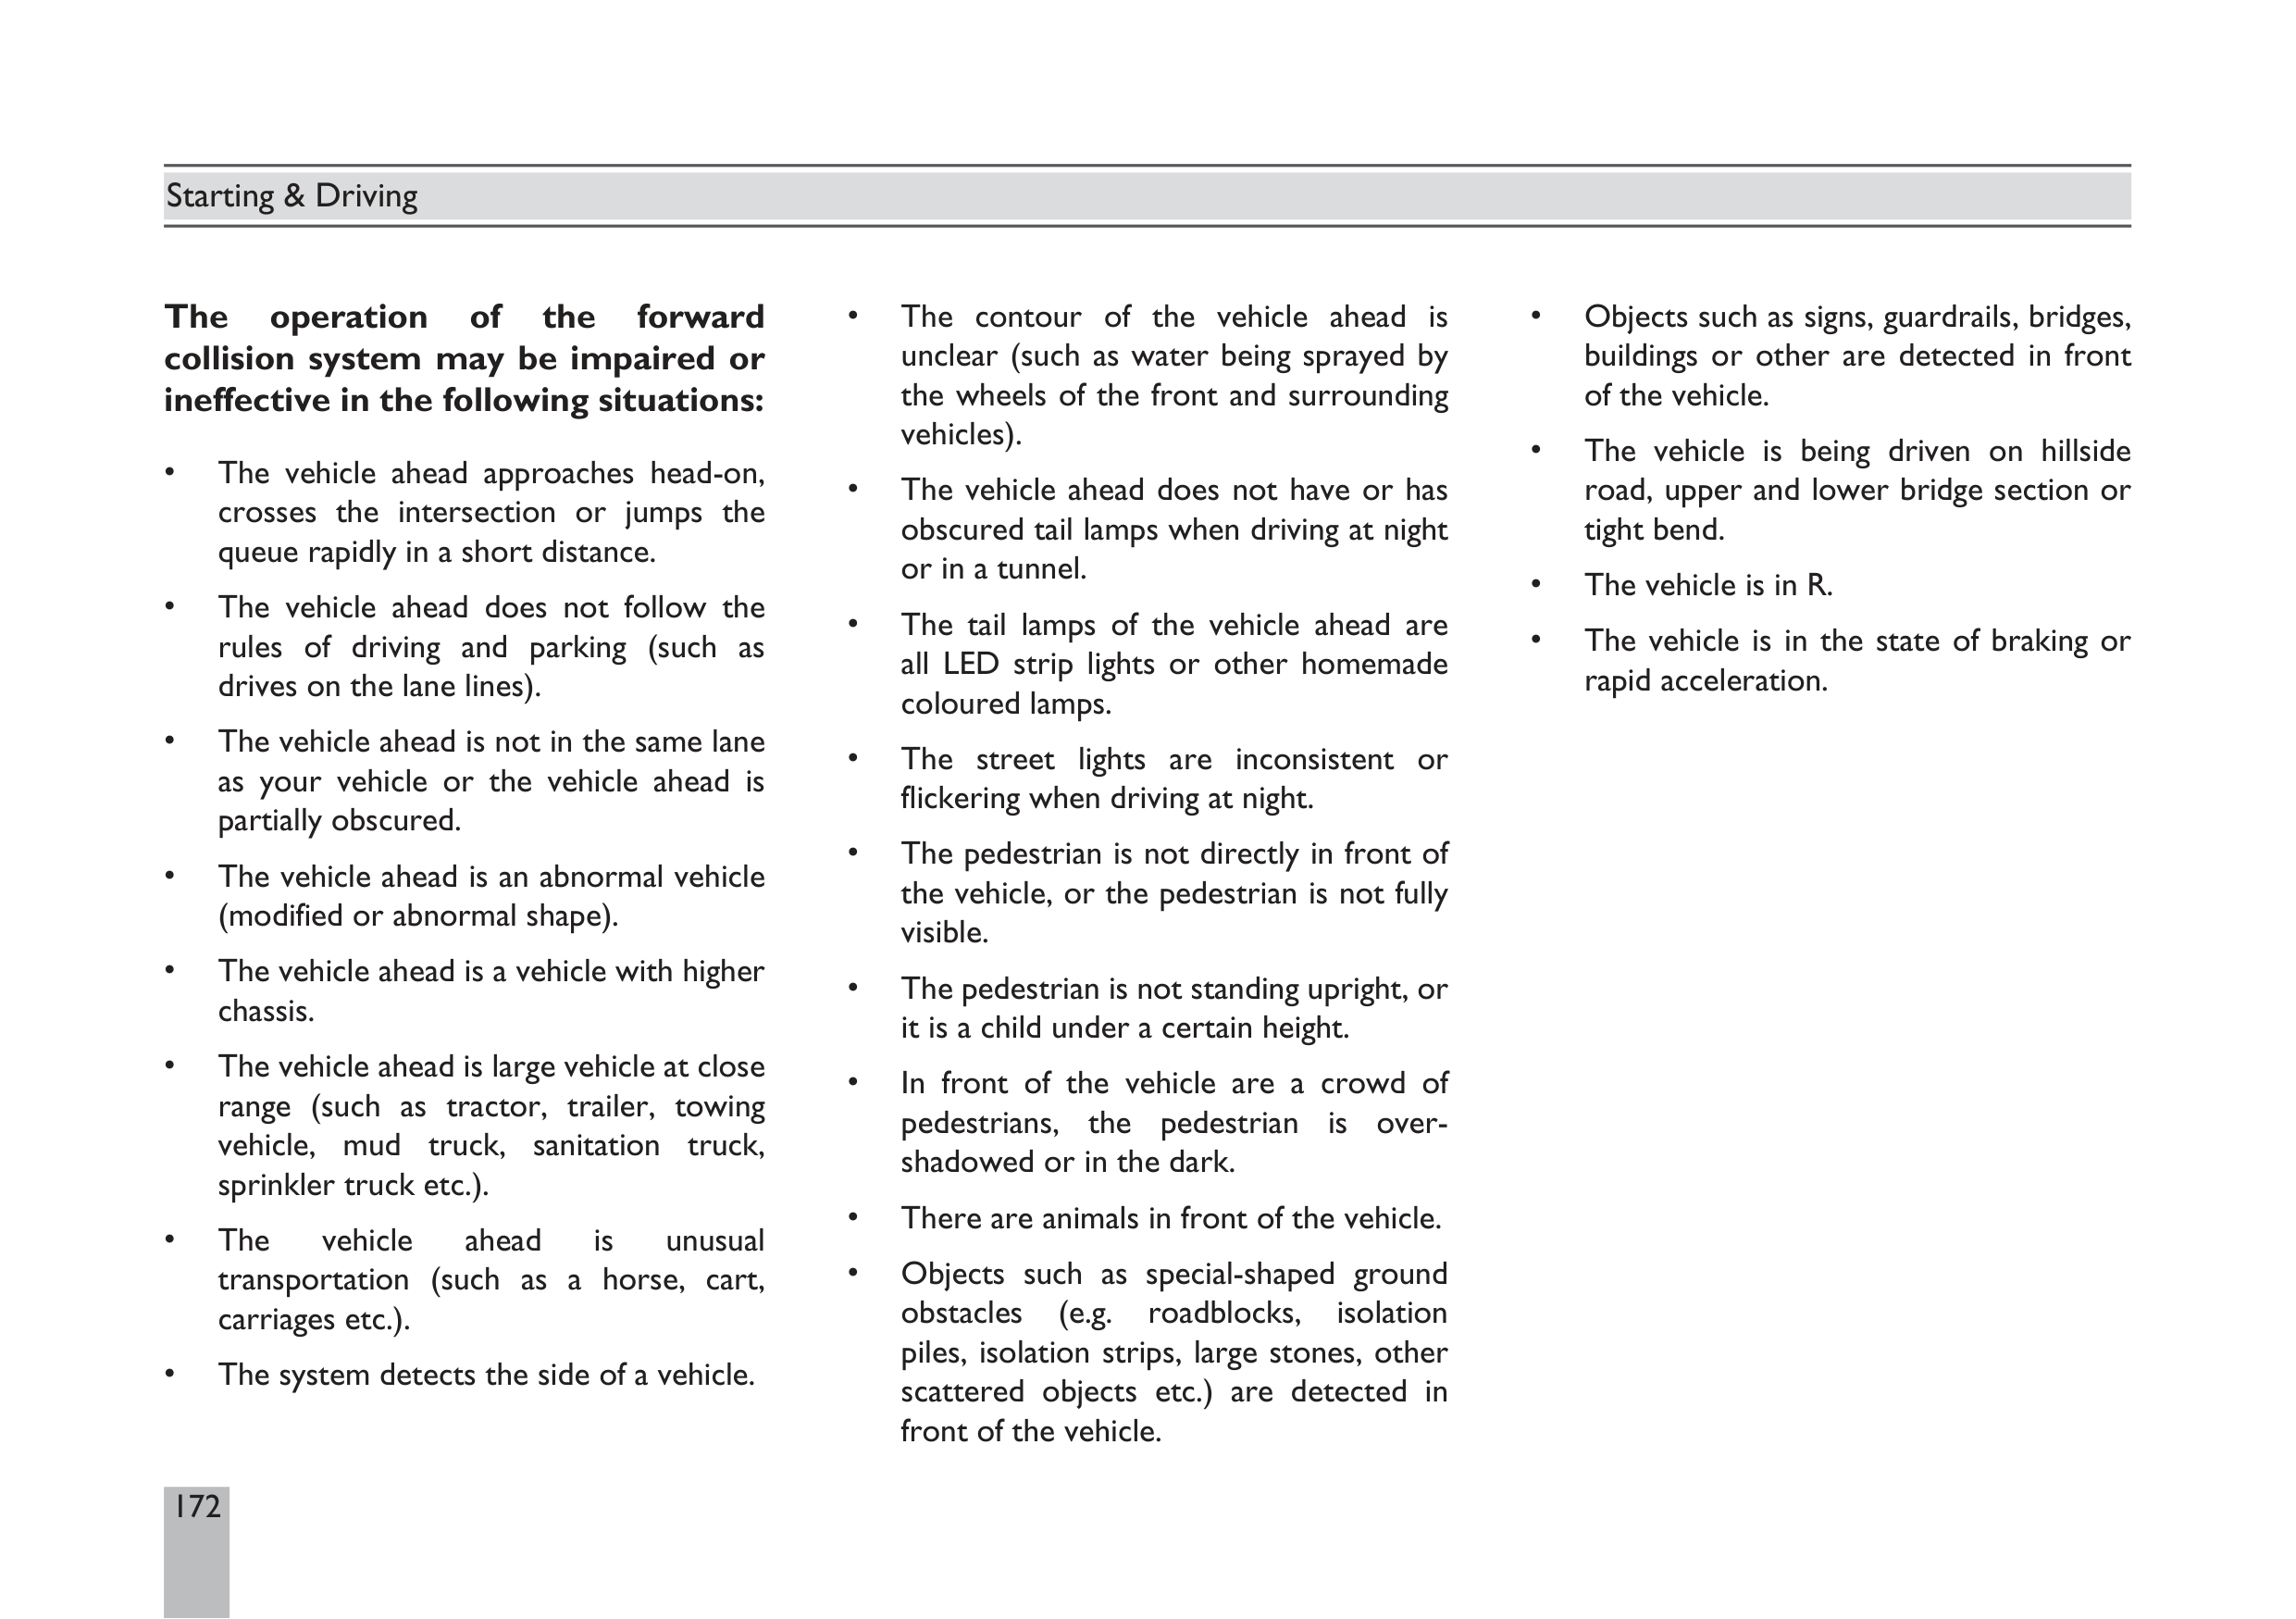 Starting & Driving
The operation of the forward
collision system may be impaired or
ineffective in the following situations:
• The vehicle ahead approaches head-on,
crosses the intersection or jumps the
queue rapidly in a short distance.
• The vehicle ahead does not follow the
rules of driving and parking (such as
drives on the lane lines).
• The vehicle ahead is not in the same lane
as your vehicle or the vehicle ahead is
partially obscured.
• The vehicle ahead is an abnormal vehicle
(modified or abnormal shape).
• The vehicle ahead is a vehicle with higher
chassis.
• The vehicle ahead is large vehicle at close
range (such as tractor, trailer, towing
vehicle, mud truck, sanitation truck,
sprinkler truck etc.).
• The vehicle ahead is unusual
transportation (such as a horse, cart,
carriages etc.).
• The system detects the side of a vehicle.
• The contour of the vehicle ahead is
unclear (such as water being sprayed by
the wheels of the front and surrounding
vehicles).
• The vehicle ahead does not have or has
obscured tail lamps when driving at night
or in a tunnel.
• The tail lamps of the vehicle ahead are
all LED strip lights or other homemade
coloured lamps.
• The street lights are inconsistent or
flickering when driving at night.
• The pedestrian is not directly in front of
the vehicle, or the pedestrian is not fully
visible.
• The pedestrian is not standing upright, or
it is a child under a certain height.
• In front of the vehicle are a crowd of
pedestrians, the pedestrian is over-
shadowed or in the dark.
• There are animals in front of the vehicle.
• Objects such as special-shaped ground
obstacles (e.g. roadblocks, isolation
piles, isolation strips, large stones, other
scattered objects etc.) are detected in
front of the vehicle.
• Objects such as signs, guardrails, bridges,
buildings or other are detected in front
of the vehicle.
• The vehicle is being driven on hillside
road, upper and lower bridge section or
tight bend.
• The vehicle is in R.
• The vehicle is in the state of braking or
rapid acceleration.
172